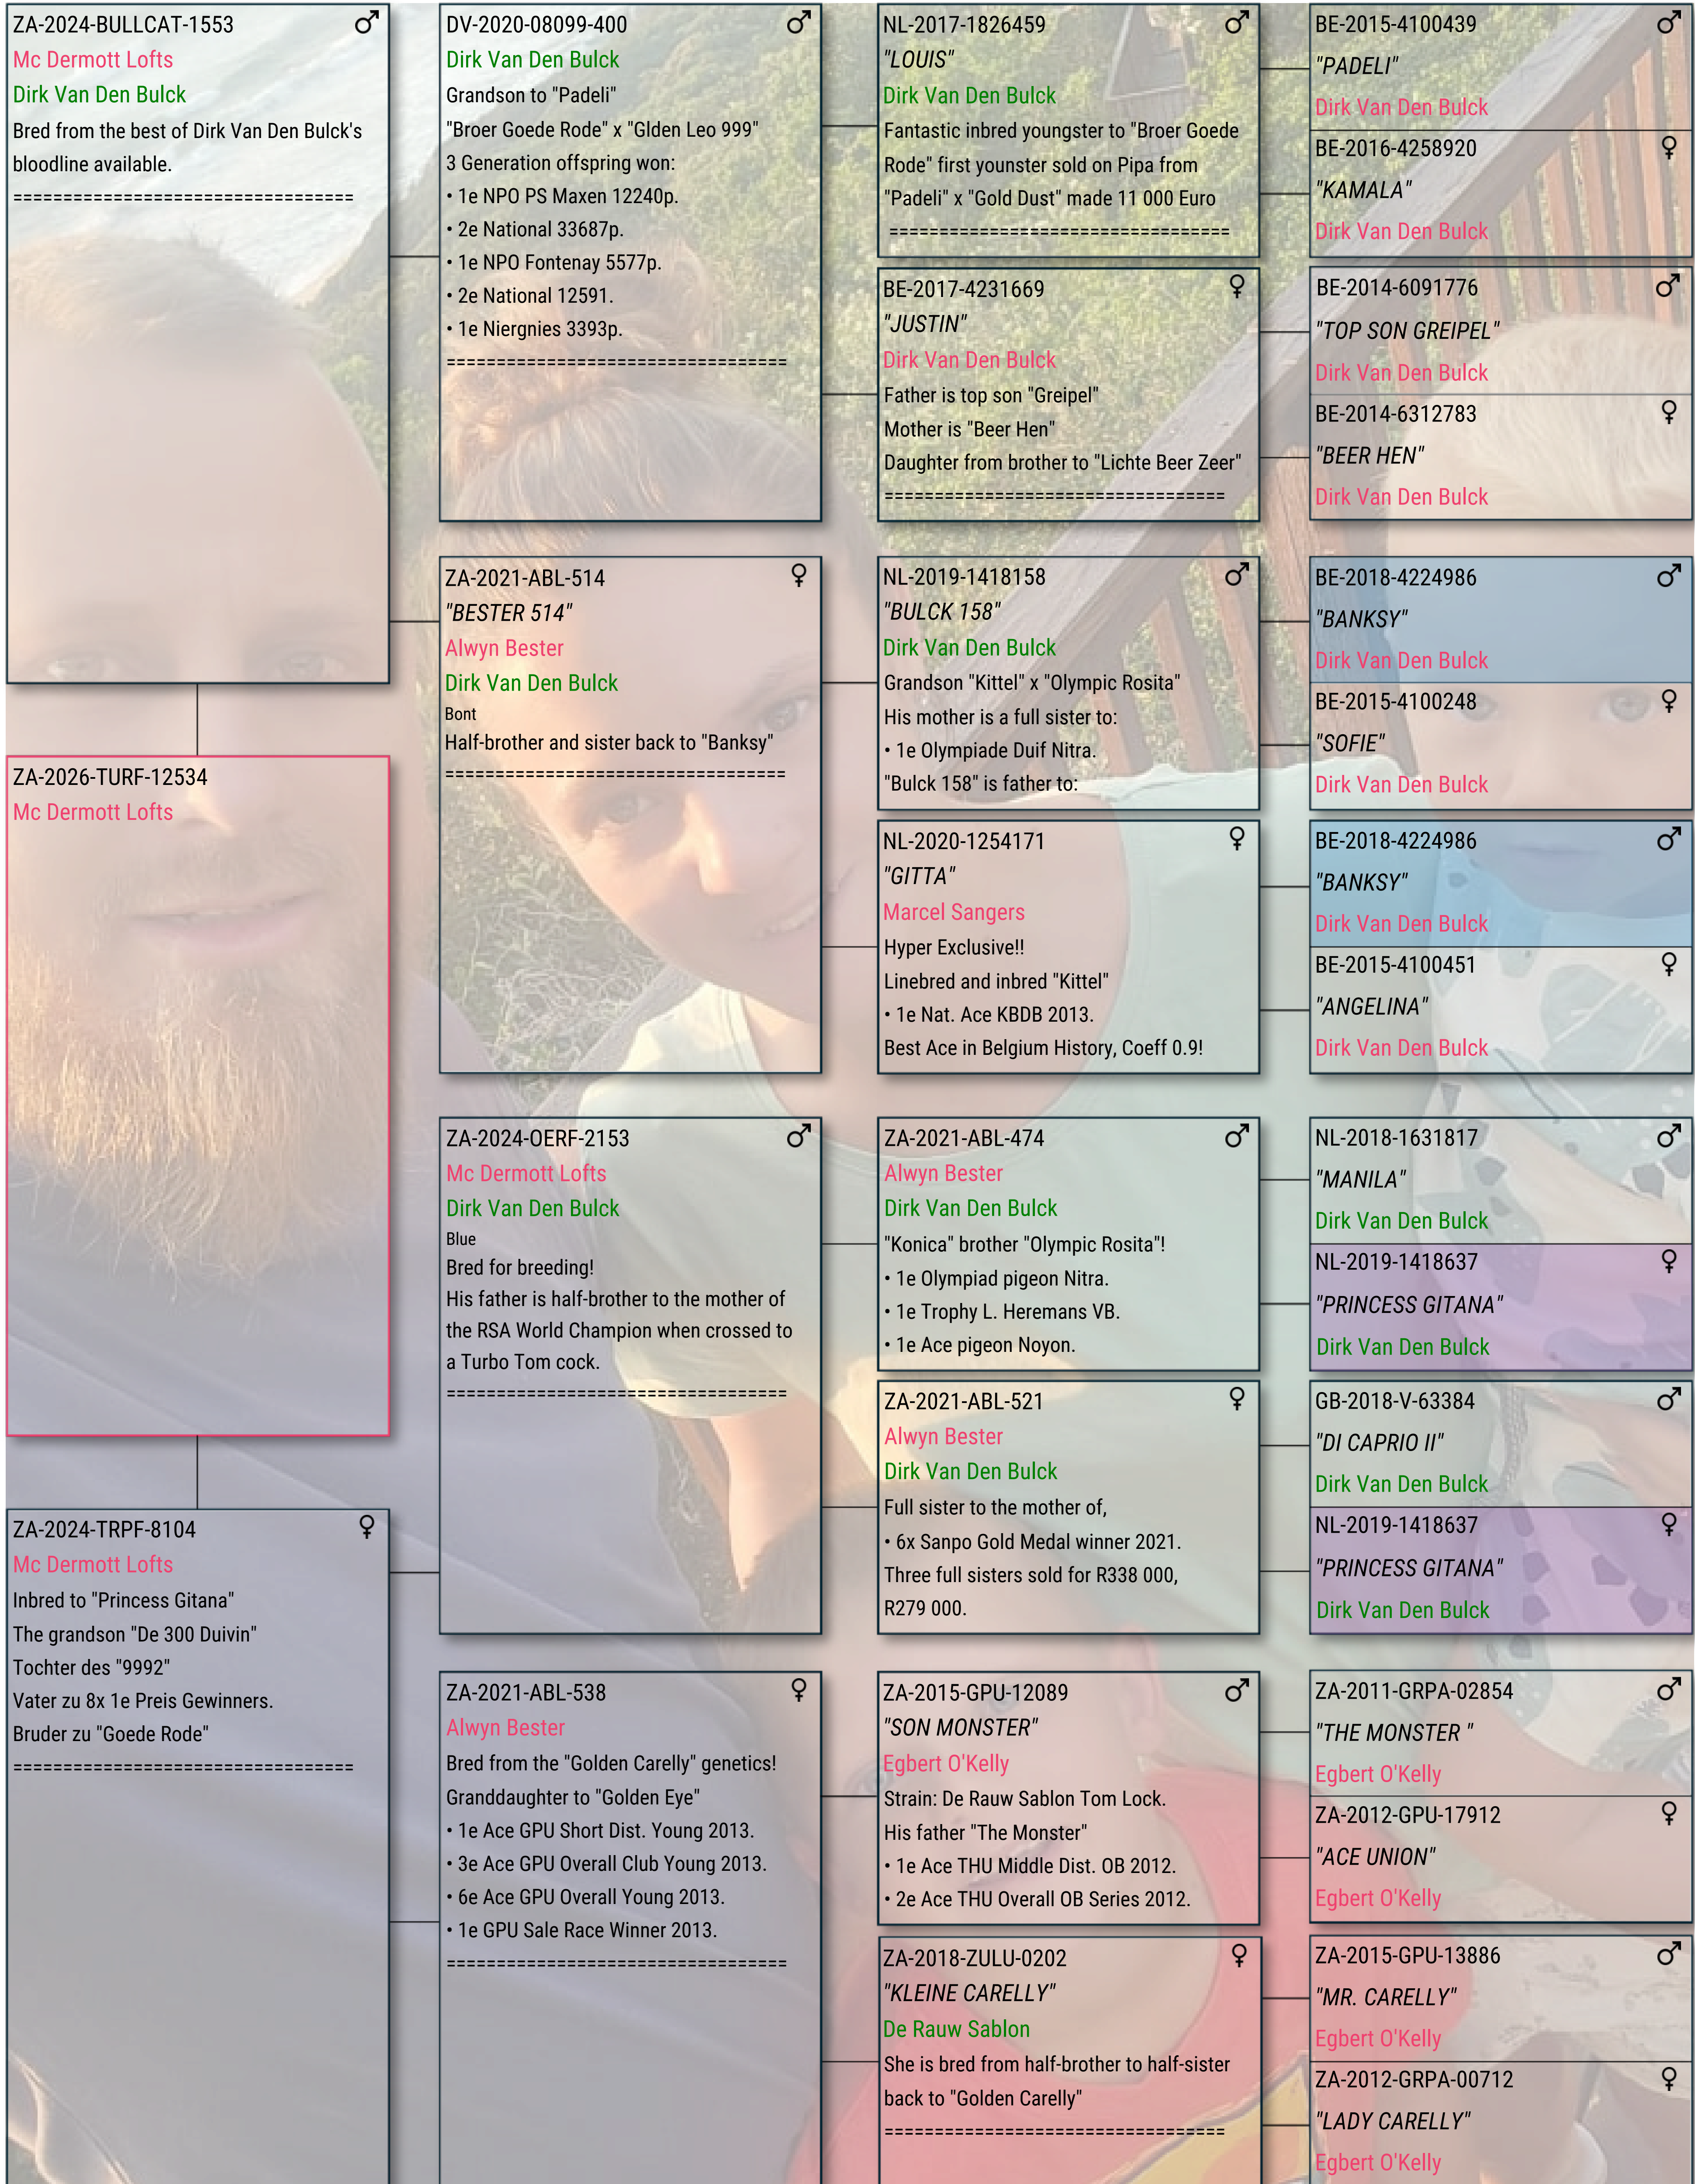 ZA-2024-BULLCAT-1553 ♂
Mc Dermott Lofts
Dirk Van Den Bulck
Bred from the best of Dirk Van Den Bulck's
bloodline available.
==================================
ZA-2026-TURF-12534
Mc Dermott Lofts
ZA-2024-TRPF-8104 ♀
Mc Dermott Lofts
Inbred to "Princess Gitana"
The grandson "De 300 Duivin"
Tochter des "9992"
Vater zu 8x 1e Preis Gewinners.
Bruder zu "Goede Rode"
==================================
DV-2020-08099-400 ♂
Dirk Van Den Bulck
Grandson to "Padeli"
"Broer Goede Rode" x "Glden Leo 999"
3 Generation offspring won:
• 1e NPO PS Maxen 12240p.
• 2e National 33687p.
• 1e NPO Fontenay 5577p.
• 2e National 12591.
• 1e Niergnies 3393p.
==================================
ZA-2021-ABL-514 ♀
"BESTER 514"
Alwyn Bester
Dirk Van Den Bulck
Bont
Half-brother and sister back to "Banksy"
==================================
ZA-2024-OERF-2153 ♂
Mc Dermott Lofts
Dirk Van Den Bulck
Blue
Bred for breeding!
His father is half-brother to the mother of
the RSA World Champion when crossed to
a Turbo Tom cock.
==================================
ZA-2021-ABL-538 ♀
Alwyn Bester
Bred from the "Golden Carelly" genetics!
Granddaughter to "Golden Eye"
• 1e Ace GPU Short Dist. Young 2013.
• 3e Ace GPU Overall Club Young 2013.
• 6e Ace GPU Overall Young 2013.
• 1e GPU Sale Race Winner 2013.
==================================
NL-2017-1826459 ♂
"LOUIS"
Dirk Van Den Bulck
Fantastic inbred youngster to "Broer Goede
Rode" first younster sold on Pipa from
"Padeli" x "Gold Dust" made 11 000 Euro
==================================
BE-2017-4231669 ♀
"JUSTIN"
Dirk Van Den Bulck
Father is top son "Greipel"
Mother is "Beer Hen"
Daughter from brother to "Lichte Beer Zeer"
==================================
NL-2019-1418158 ♂
"BULCK 158"
Dirk Van Den Bulck
Grandson "Kittel" x "Olympic Rosita"
His mother is a full sister to:
• 1e Olympiade Duif Nitra.
"Bulck 158" is father to:
NL-2020-1254171 ♀
"GITTA"
Marcel Sangers
Hyper Exclusive!!
Linebred and inbred "Kittel"
• 1e Nat. Ace KBDB 2013.
Best Ace in Belgium History, Coeff 0.9!
ZA-2021-ABL-474 ♂
Alwyn Bester
Dirk Van Den Bulck
"Konica" brother "Olympic Rosita"!
• 1e Olympiad pigeon Nitra.
• 1e Trophy L. Heremans VB.
• 1e Ace pigeon Noyon.
ZA-2021-ABL-521 ♀
Alwyn Bester
Dirk Van Den Bulck
Full sister to the mother of,
• 6x Sanpo Gold Medal winner 2021.
Three full sisters sold for R338 000,
R279 000.
ZA-2015-GPU-12089 ♂
"SON MONSTER"
Egbert O'Kelly
Strain: De Rauw Sablon Tom Lock.
His father "The Monster"
• 1e Ace THU Middle Dist. OB 2012.
• 2e Ace THU Overall OB Series 2012.
ZA-2018-ZULU-0202 ♀
"KLEINE CARELLY"
De Rauw Sablon
She is bred from half-brother to half-sister
back to "Golden Carelly"
==================================
BE-2015-4100439 ♂
"PADELI"
Dirk Van Den Bulck
BE-2016-4258920 ♀
"KAMALA"
Dirk Van Den Bulck
BE-2014-6091776 ♂
"TOP SON GREIPEL"
Dirk Van Den Bulck
BE-2014-6312783 ♀
"BEER HEN"
Dirk Van Den Bulck
BE-2018-4224986 ♂
"BANKSY"
Dirk Van Den Bulck
BE-2015-4100248 ♀
"SOFIE"
Dirk Van Den Bulck
BE-2018-4224986 ♂
"BANKSY"
Dirk Van Den Bulck
BE-2015-4100451 ♀
"ANGELINA"
Dirk Van Den Bulck
NL-2018-1631817 ♂
"MANILA"
Dirk Van Den Bulck
NL-2019-1418637 ♀
"PRINCESS GITANA"
Dirk Van Den Bulck
GB-2018-V-63384 ♂
"DI CAPRIO II"
Dirk Van Den Bulck
NL-2019-1418637 ♀
"PRINCESS GITANA"
Dirk Van Den Bulck
ZA-2011-GRPA-02854 ♂
"THE MONSTER "
Egbert O'Kelly
ZA-2012-GPU-17912 ♀
"ACE UNION"
Egbert O'Kelly
ZA-2015-GPU-13886 ♂
"MR. CARELLY"
Egbert O'Kelly
ZA-2012-GRPA-00712 ♀
"LADY CARELLY"
Egbert O'Kelly